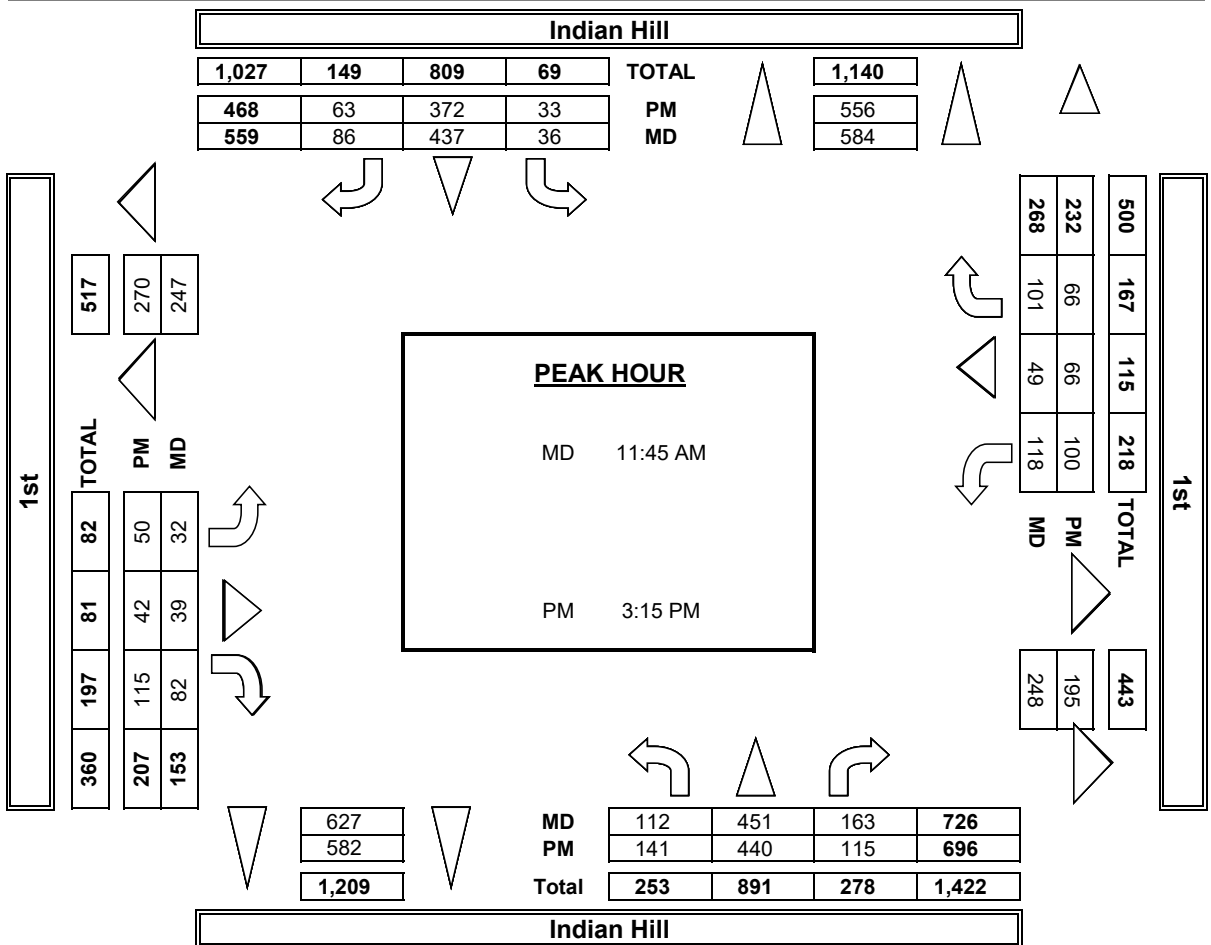 Indian Hill
1,027 149 809 69 TOTAL 1,140
468 63 372 33 PM 556
559 86 437 36 MD 584
1st
517 270 247
TOTAL PM MD
82 50 32
81 42 39
197 115 82
360 207 153
PEAK HOUR
MD 11:45 AM
PM 3:15 PM
268 232 500
101 66 167
49 66 115
118 100 218
MD PM TOTAL
248 195 443
1st
627 MD 112 451 163 726
582 PM 141 440 115 696
1,209 Total 253 891 278 1,422
Indian Hill